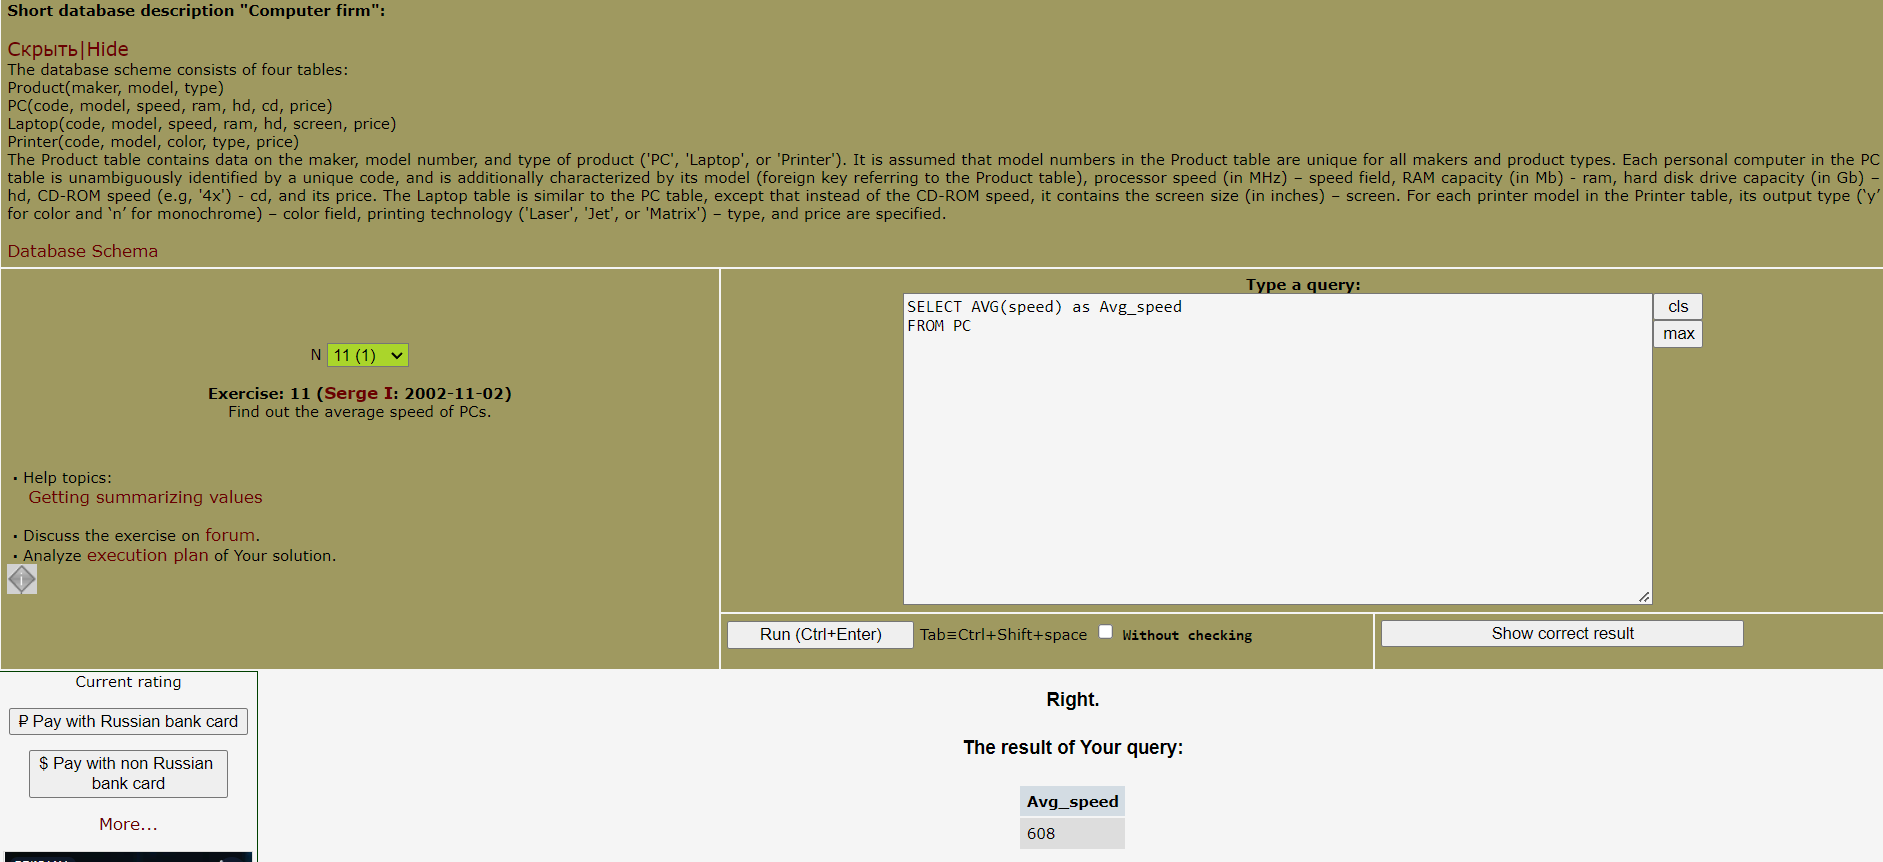 Short database description "Computer firm":
Скрыть|Hide
The database scheme consists of four tables:
Product(maker, model, type)
PC(code, model, speed, ram, hd, cd, price)
Laptop(code, model, speed, ram, hd, screen, price)
Printer(code, model, color, type, price)
The Product table contains data on the maker, model number, and type of product ('PC', 'Laptop', or 'Printer'). It is assumed that model numbers in the Product table are unique for all makers and product types. Each personal computer in the PC
table is unambiguously identified by a unique code, and is additionally characterized by its model (foreign key referring to the Product table), processor speed (in MHz) – speed field, RAM capacity (in Mb) - ram, hard disk drive capacity (in Gb) –
hd, CD-ROM speed (e.g, '4x') - cd, and its price. The Laptop table is similar to the PC table, except that instead of the CD-ROM speed, it contains the screen size (in inches) – screen. For each printer model in the Printer table, its output type (‘y’
for color and ‘n’ for monochrome) – color field, printing technology ('Laser', 'Jet', or 'Matrix') – type, and price are specified.
Database Schema
N 11 (1)
Exercise: 11 (Serge I: 2002-11-02)
Find out the average speed of PCs.
• Help topics:
Getting summarizing values
• Discuss the exercise on forum.
• Analyze execution plan of Your solution.
Type a query:
SELECT AVG(speed) as Avg_speed
FROM PC
cls
max
Run (Ctrl+Enter) Tab≡Ctrl+Shift+space Without checking
Show correct result
Current rating
₽ Pay with Russian bank card
$ Pay with non Russian
bank card
More...
Right.
The result of Your query:
Avg_speed
608